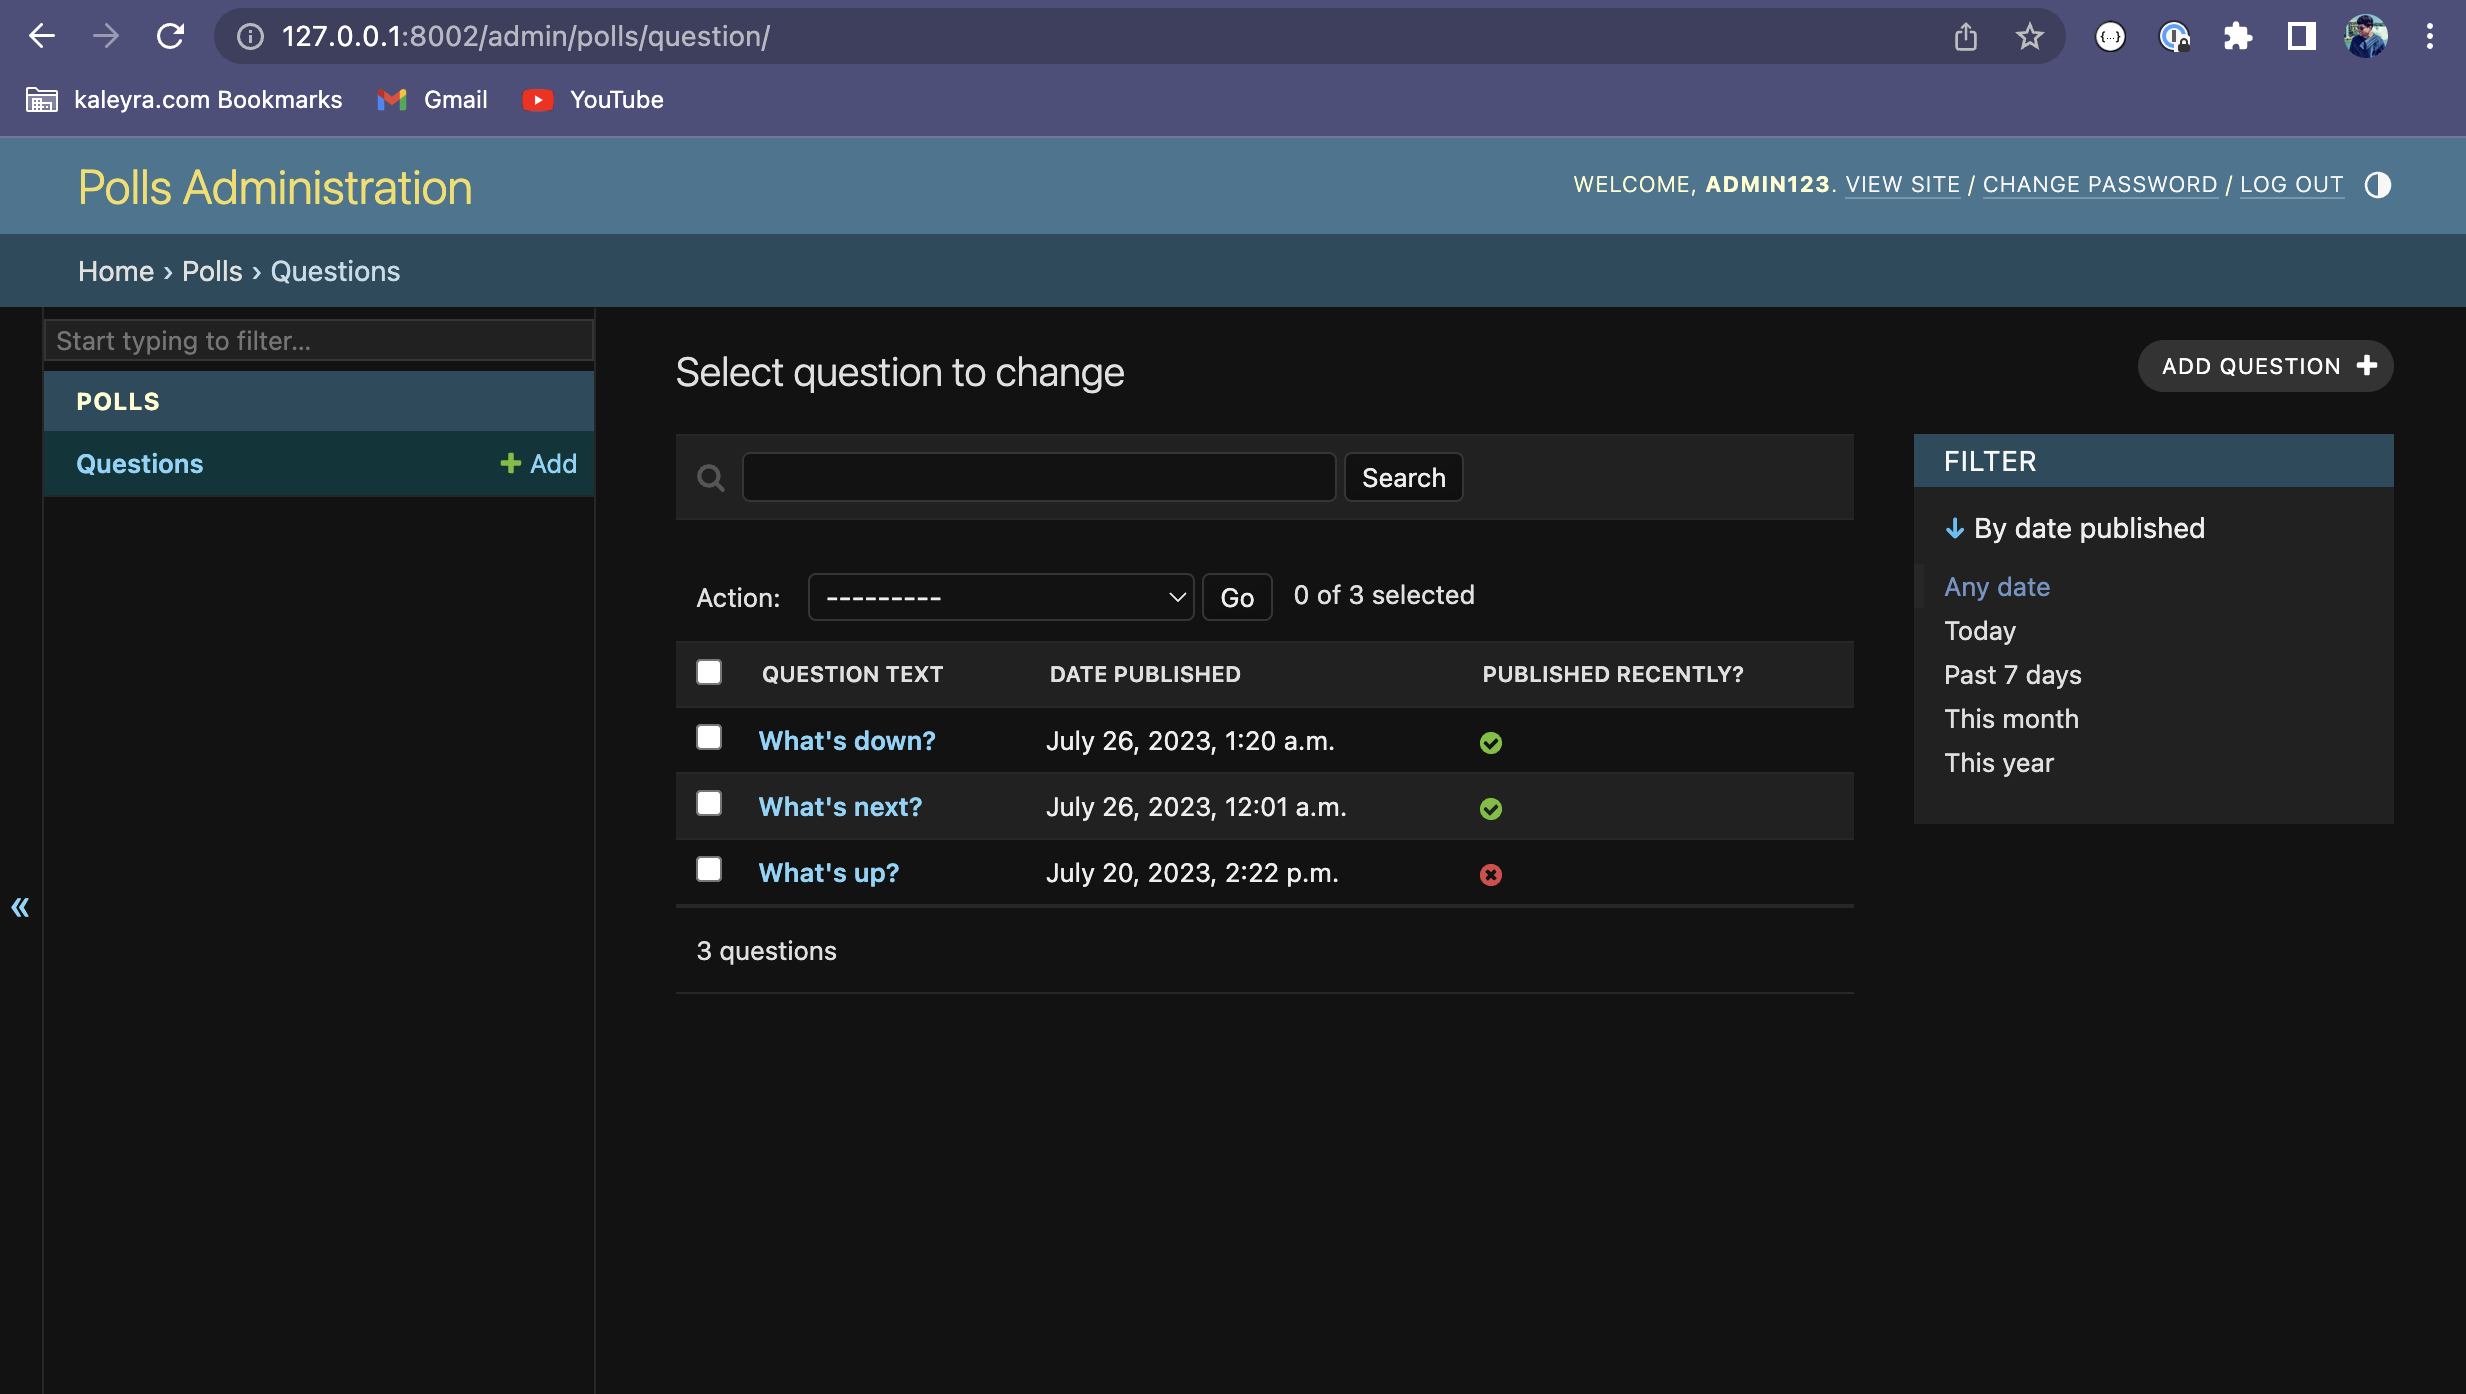 127.0.0.1:8002/admin/polls/question/
kaleyra.com Bookmarks Gmail YouTube
Polls Administration
WELCOME, ADMIN123. VIEW SITE / CHANGE PASSWORD / LOG OUT
Home › Polls › Questions
Start typing to filter...
POLLS
Questions + Add
Select question to change
ADD QUESTION +
Search
Action: --------- Go 0 of 3 selected
QUESTION TEXT DATE PUBLISHED PUBLISHED RECENTLY?
What's down? July 26, 2023, 1:20 a.m.
What's next? July 26, 2023, 12:01 a.m.
What's up? July 20, 2023, 2:22 p.m.
3 questions
FILTER
↓ By date published
Any date
Today
Past 7 days
This month
This year
«